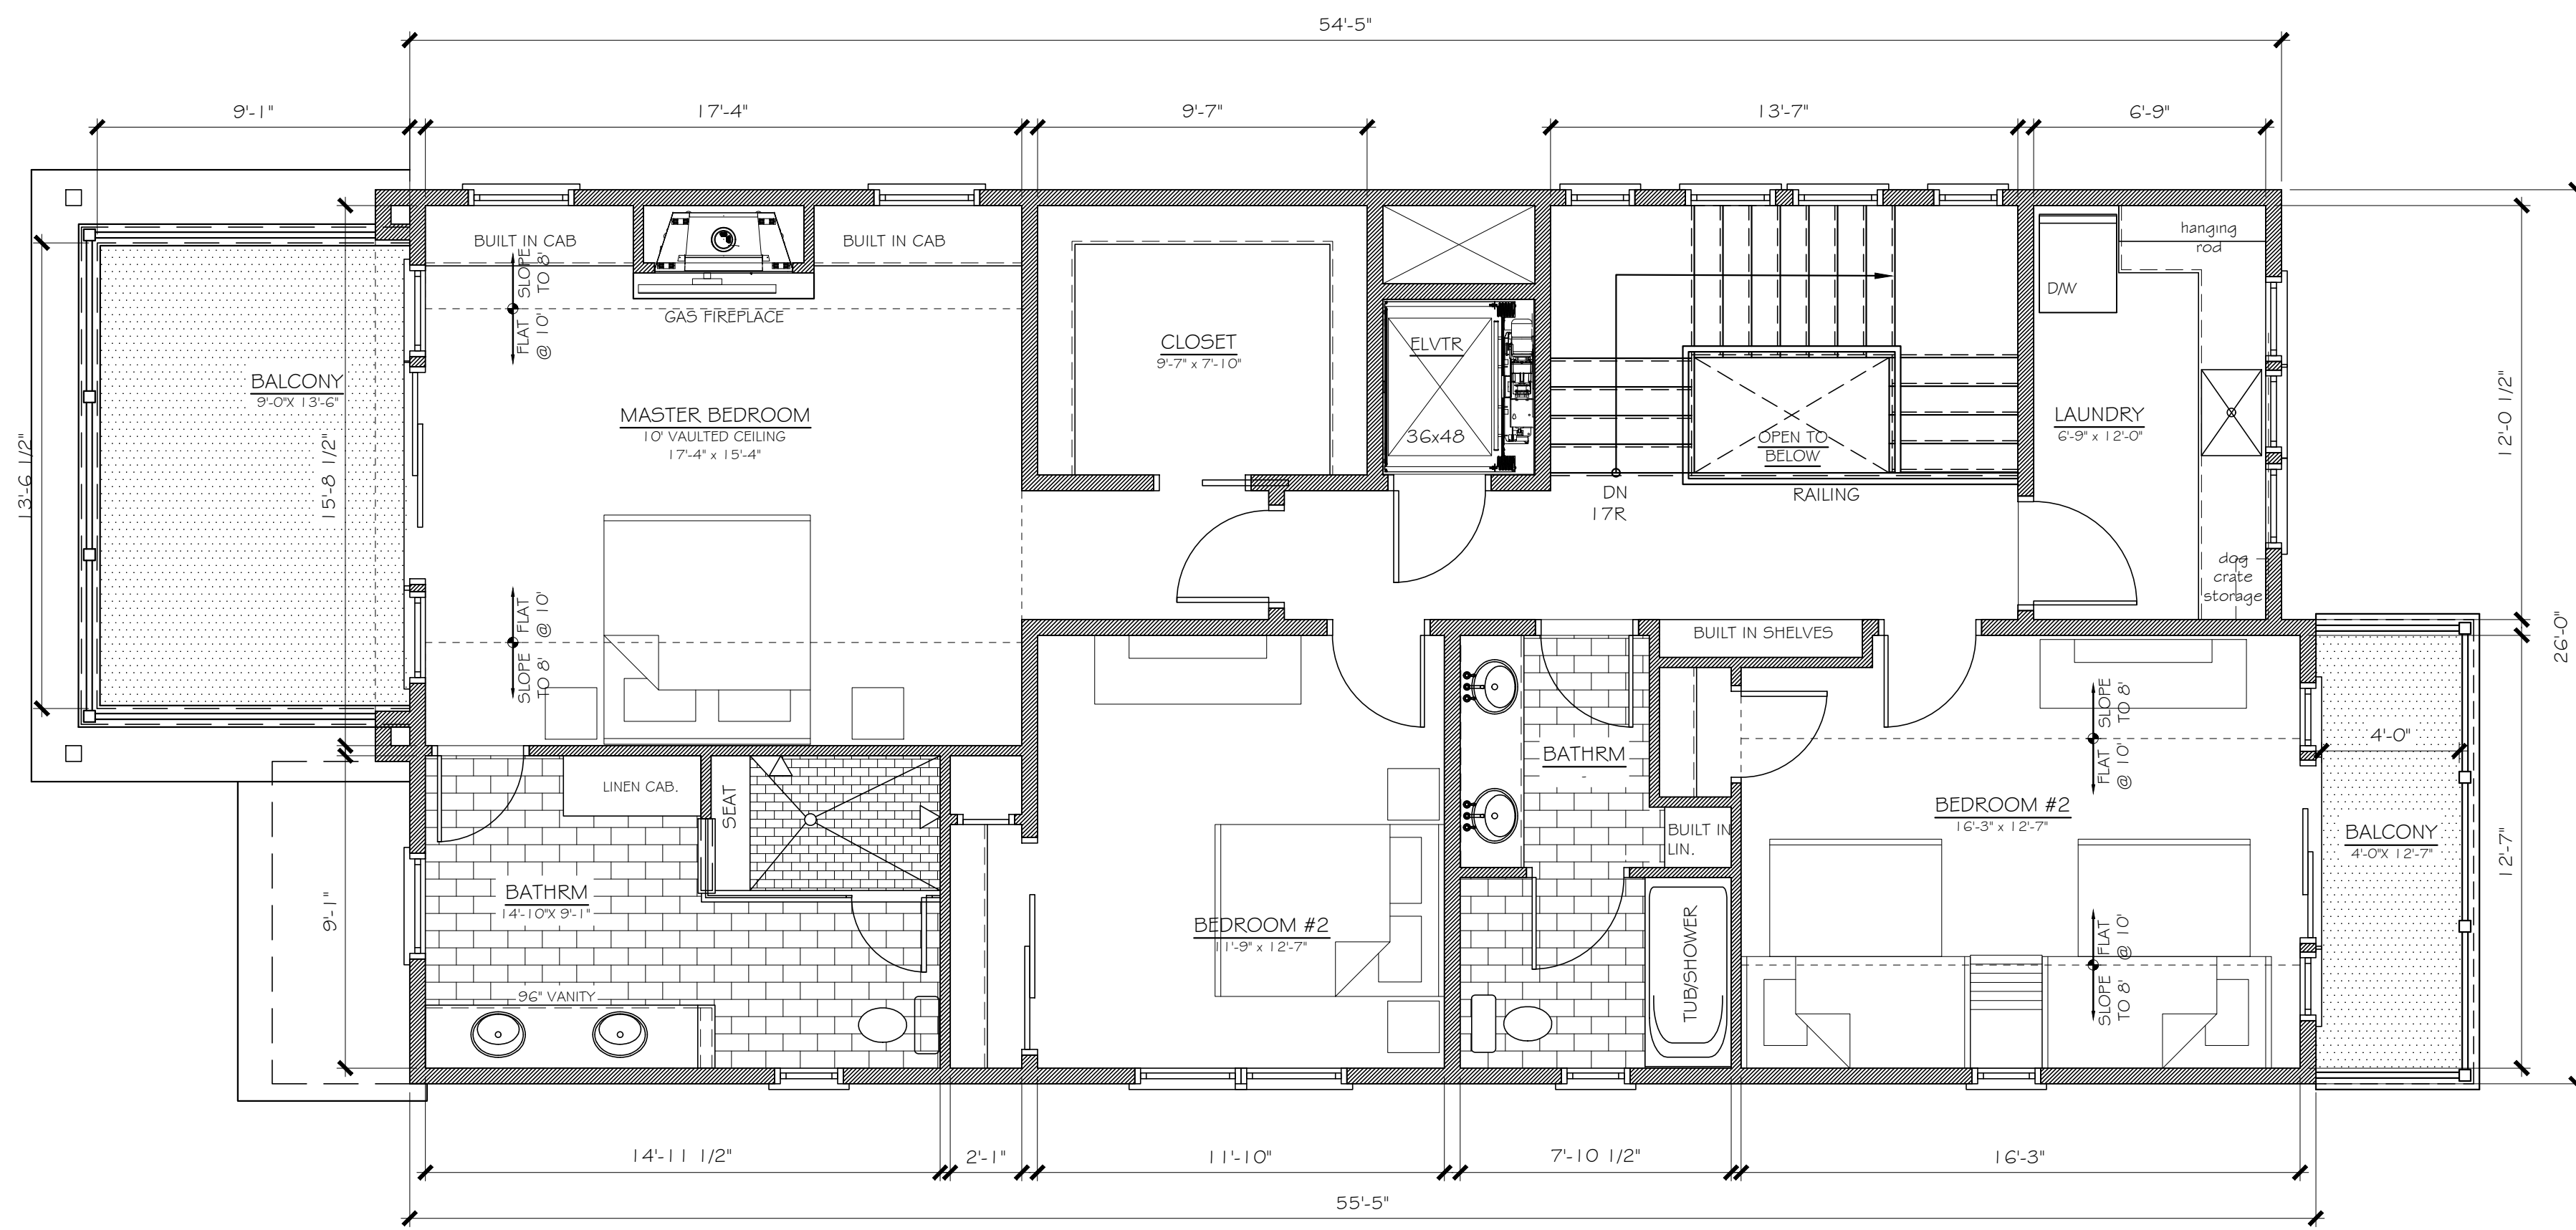 54'-5"
9'-1"
17'-4"
9'-7"
13'-7"
6'-9"
BUILT IN CAB
BUILT IN CAB
hanging
rod
SLOPE
TO 8'
FLAT
@ 10'
GAS FIREPLACE
D/W
CLOSET
9'-7" x 7'-10"
ELVTR
36x48
BALCONY
9'-0"X 13'-6"
MASTER BEDROOM
10' VAULTED CEILING
17'-4" x 15'-4"
LAUNDRY
6'-9" x 12'-0"
OPEN TO
BELOW
RAILING
DN
17R
13'-6 1/2"
15'-8 1/2"
12'-0 1/2"
26'-0"
dog
crate
storage
FLAT
@ 10'
SLOPE
TO 8'
BUILT IN SHELVES
SLOPE
TO 8'
FLAT
@ 10'
4'-0"
BATHRM
LINEN CAB.
SEAT
BEDROOM #2
16'-3" x 12'-7"
BUILT IN
LIN.
BALCONY
4'-0"X 12'-7"
12'-7"
BATHRM
14'-10"X 9'-1"
9'-1"
BEDROOM #2
11'-9" x 12'-7"
TUB/SHOWER
FLAT
@ 10'
SLOPE
TO 8'
96" VANITY
14'-11 1/2"
2'-1"
11'-10"
7'-10 1/2"
16'-3"
55'-5"